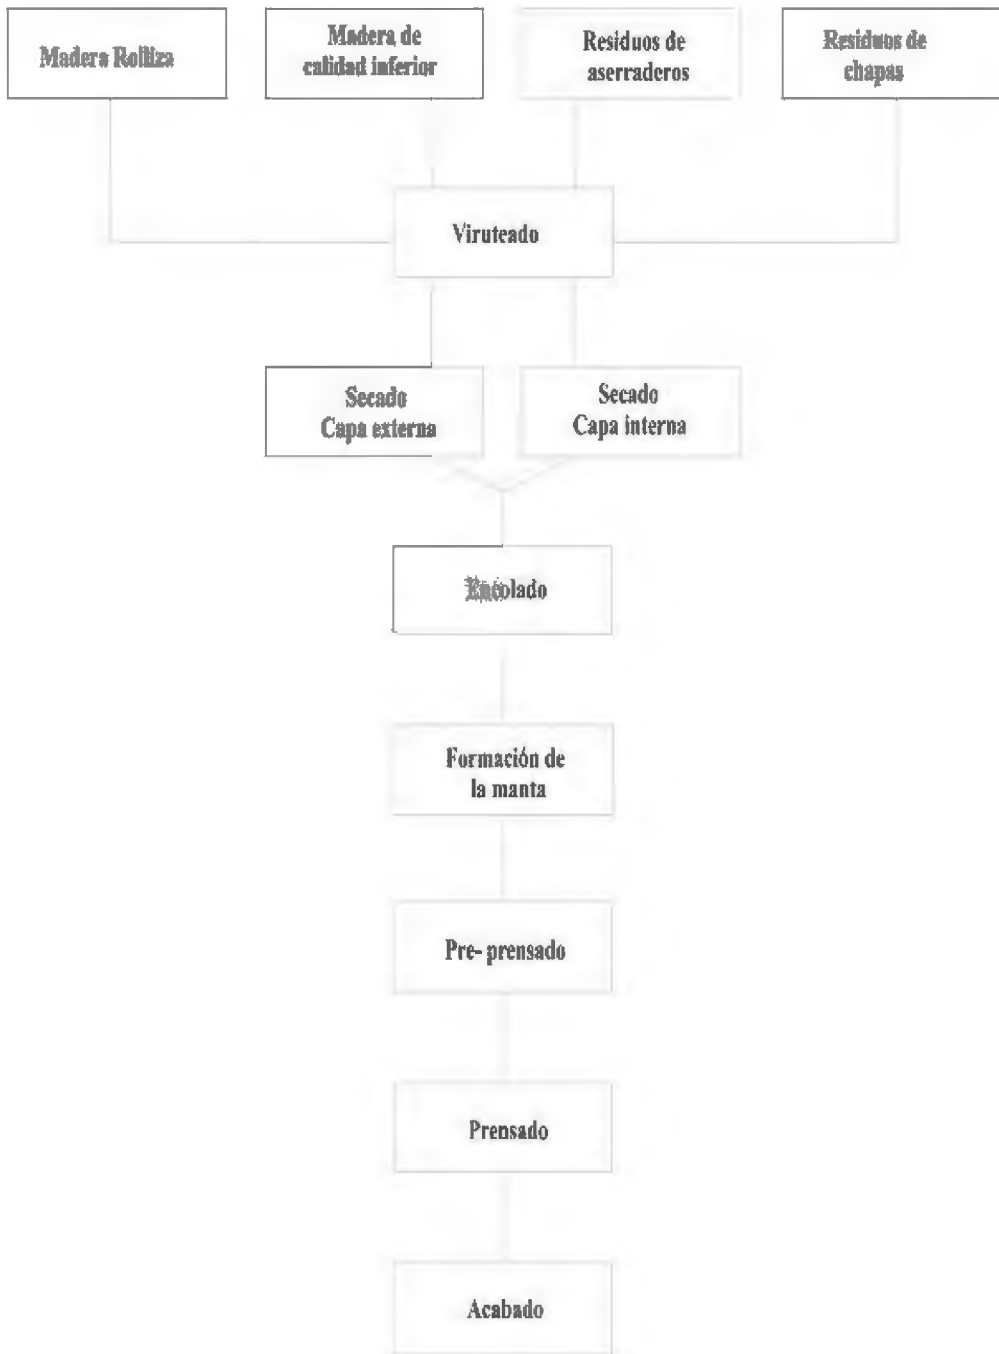 Madera Rolliza
Madera de
calidad inferior
Residuos de
aserraderos
Residuos de
chapas
Viruteado
Secado
Capa externa
Secado
Capa interna
Encolado
Formación de
la manta
Pre- prensado
Prensado
Acabado